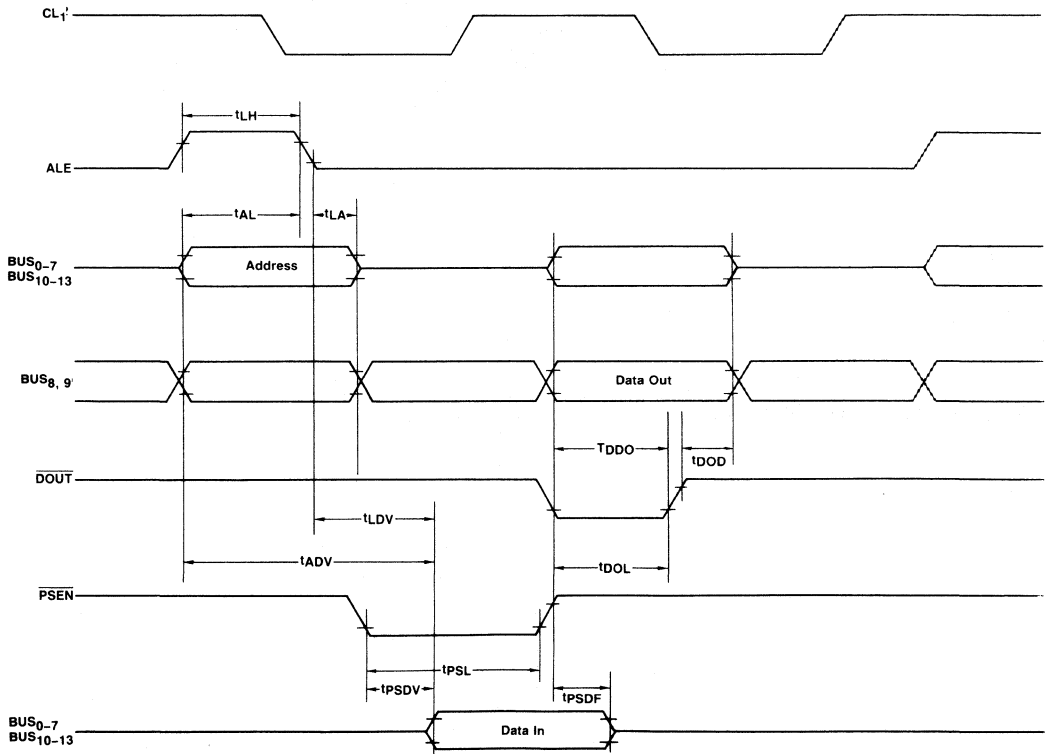 CL1'
tLH
ALE
tAL
tLA
BUS0–7
BUS10–13
Address
BUS8, 9'
Data Out
TDDO
tDOD
DOUT
tLDV
tADV
tDOL
PSEN
tPSL
tPSDV
tPSDF
BUS0–7
BUS10–13
Data In